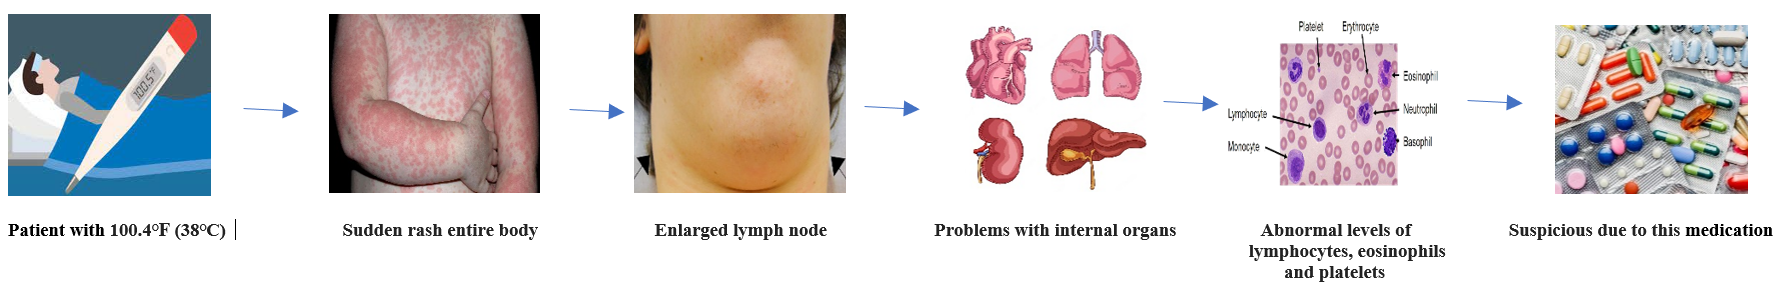 100.5°F
Platelet
Erythrocyte
Eosinophil
Lymphocyte
Neutrophil
Monocyte
Basophil
Patient with 100.4°F (38°C)
Sudden rash entire body
Enlarged lymph node
Problems with internal organs
Abnormal levels of
lymphocytes, eosinophils
and platelets
Suspicious due to this medication